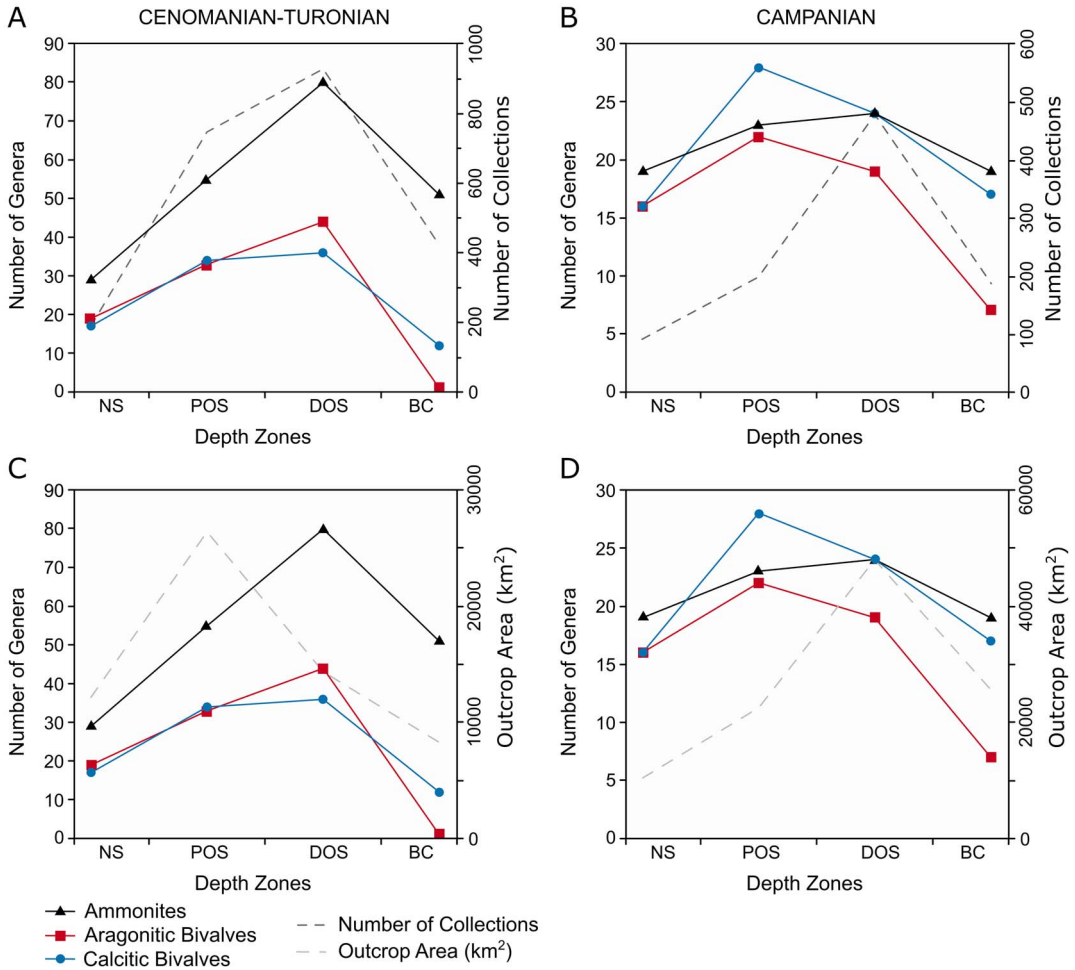 A
CENOMANIAN-TURONIAN
B
CAMPANIAN
90
80
70
60
50
40
30
20
10
0
Number of Genera
1000
800
600
400
200
0
Number of Collections
NS POS DOS BC
Depth Zones
30
25
20
15
10
5
0
Number of Genera
600
500
400
300
200
100
0
Number of Collections
NS POS DOS BC
Depth Zones
C
90
80
70
60
50
40
30
20
10
0
Number of Genera
30000
20000
10000
0
Outcrop Area (km²)
NS POS DOS BC
Depth Zones
D
30
25
20
15
10
5
0
Number of Genera
60000
40000
20000
0
Outcrop Area (km²)
NS POS DOS BC
Depth Zones
Ammonites
Aragonitic Bivalves
Calcitic Bivalves
Number of Collections
Outcrop Area (km²)